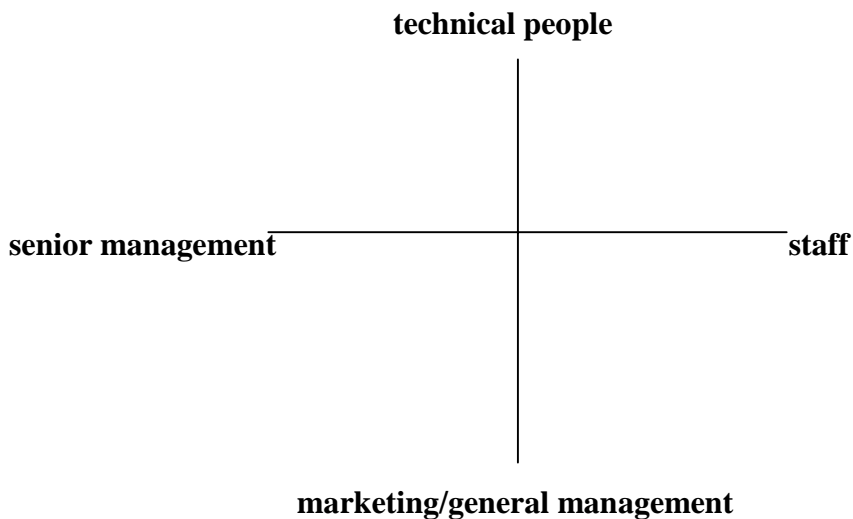 technical people
senior management
staff
marketing/general management